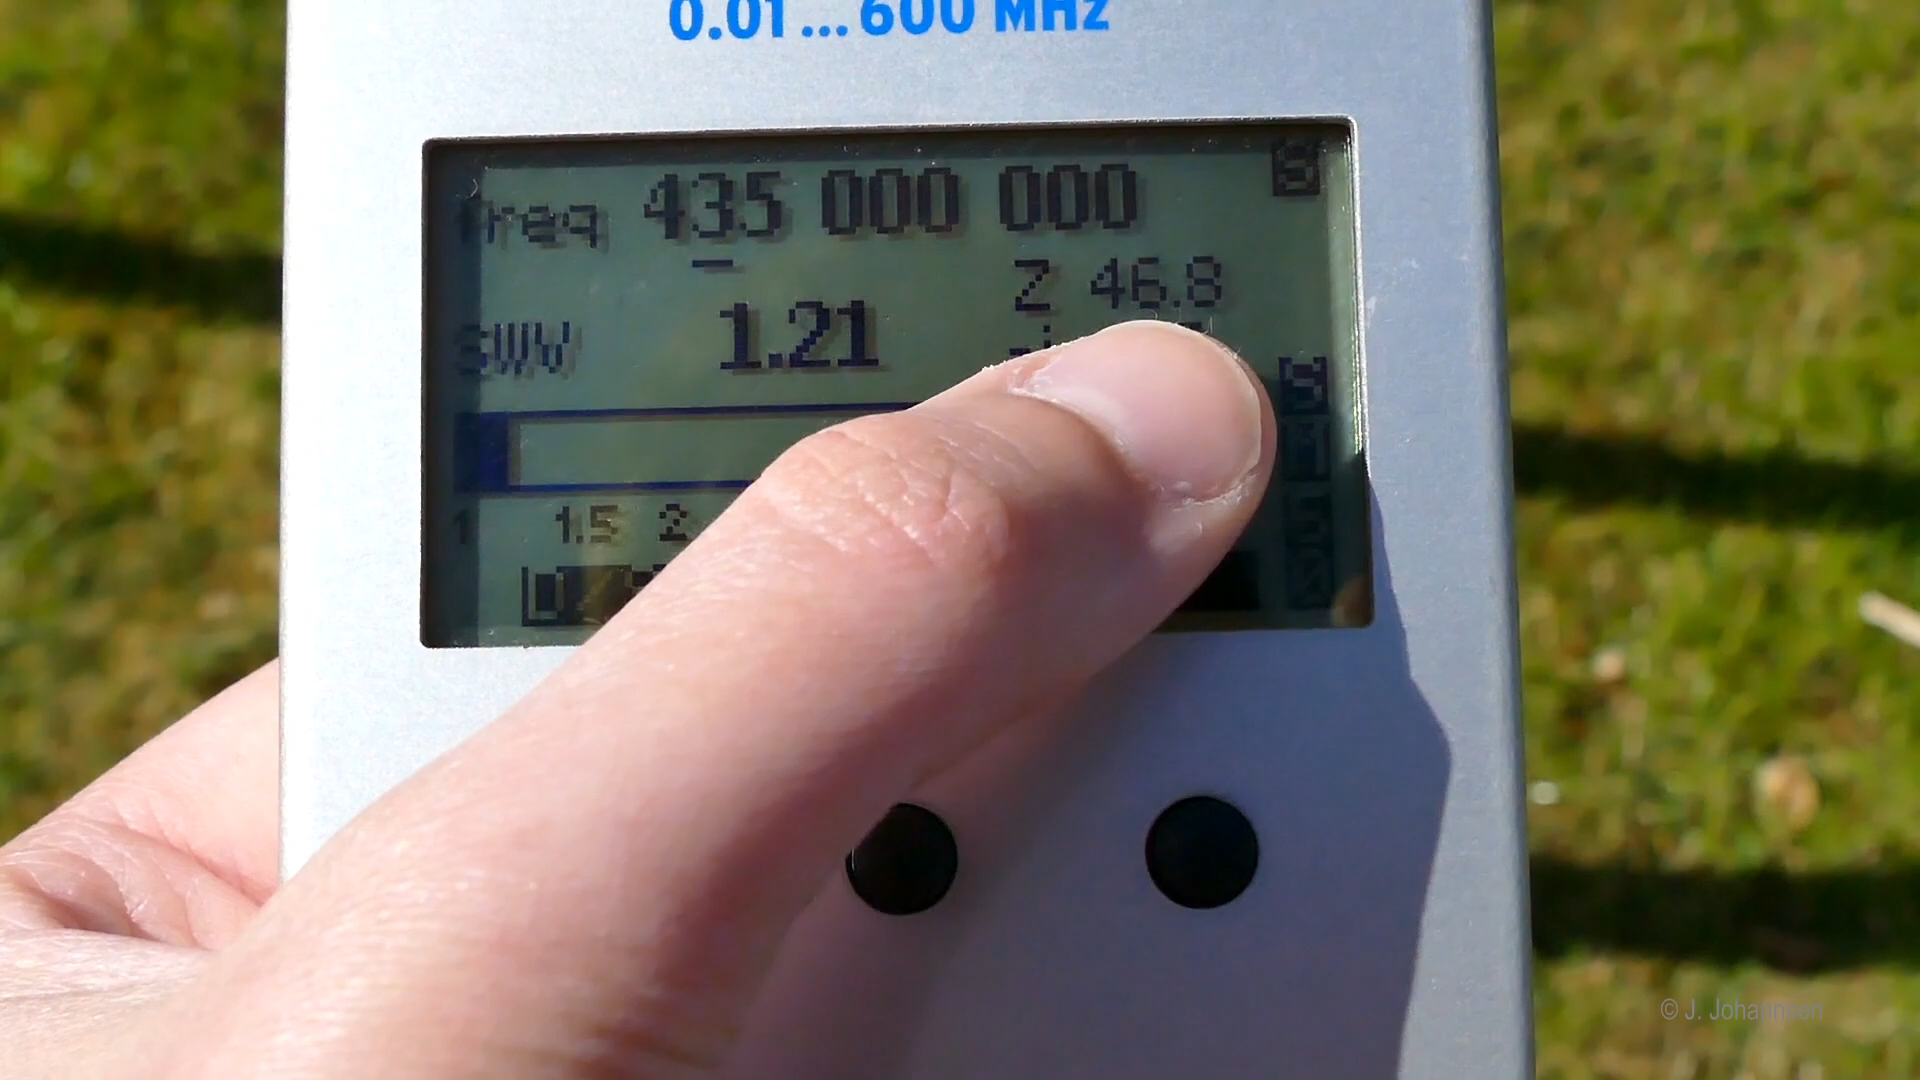 0.01...600 MHz
S
freq 435 000 000
Z 46.8
SWV 1.21
-j
S
1 1.5 2
U
© J. Johannsen